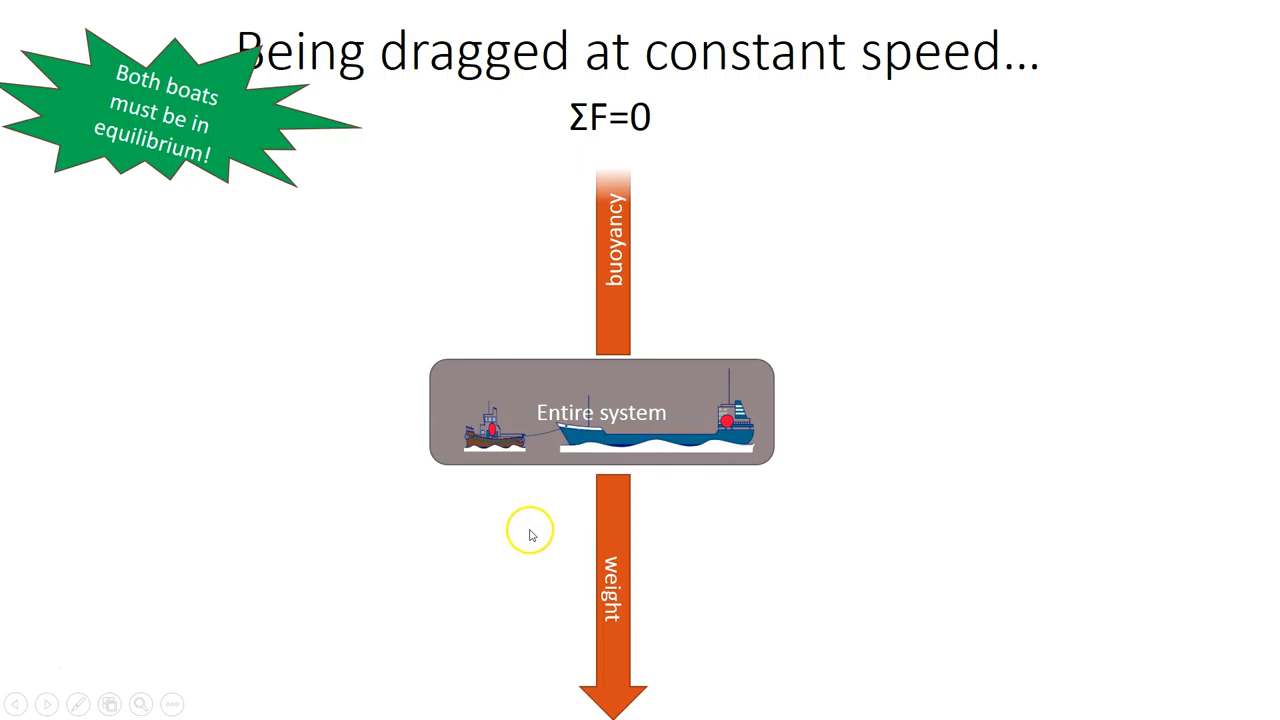 Being dragged at constant speed...
Both boats
must be in
equilibrium!
ΣF=0
buoyancy
Entire system
weight